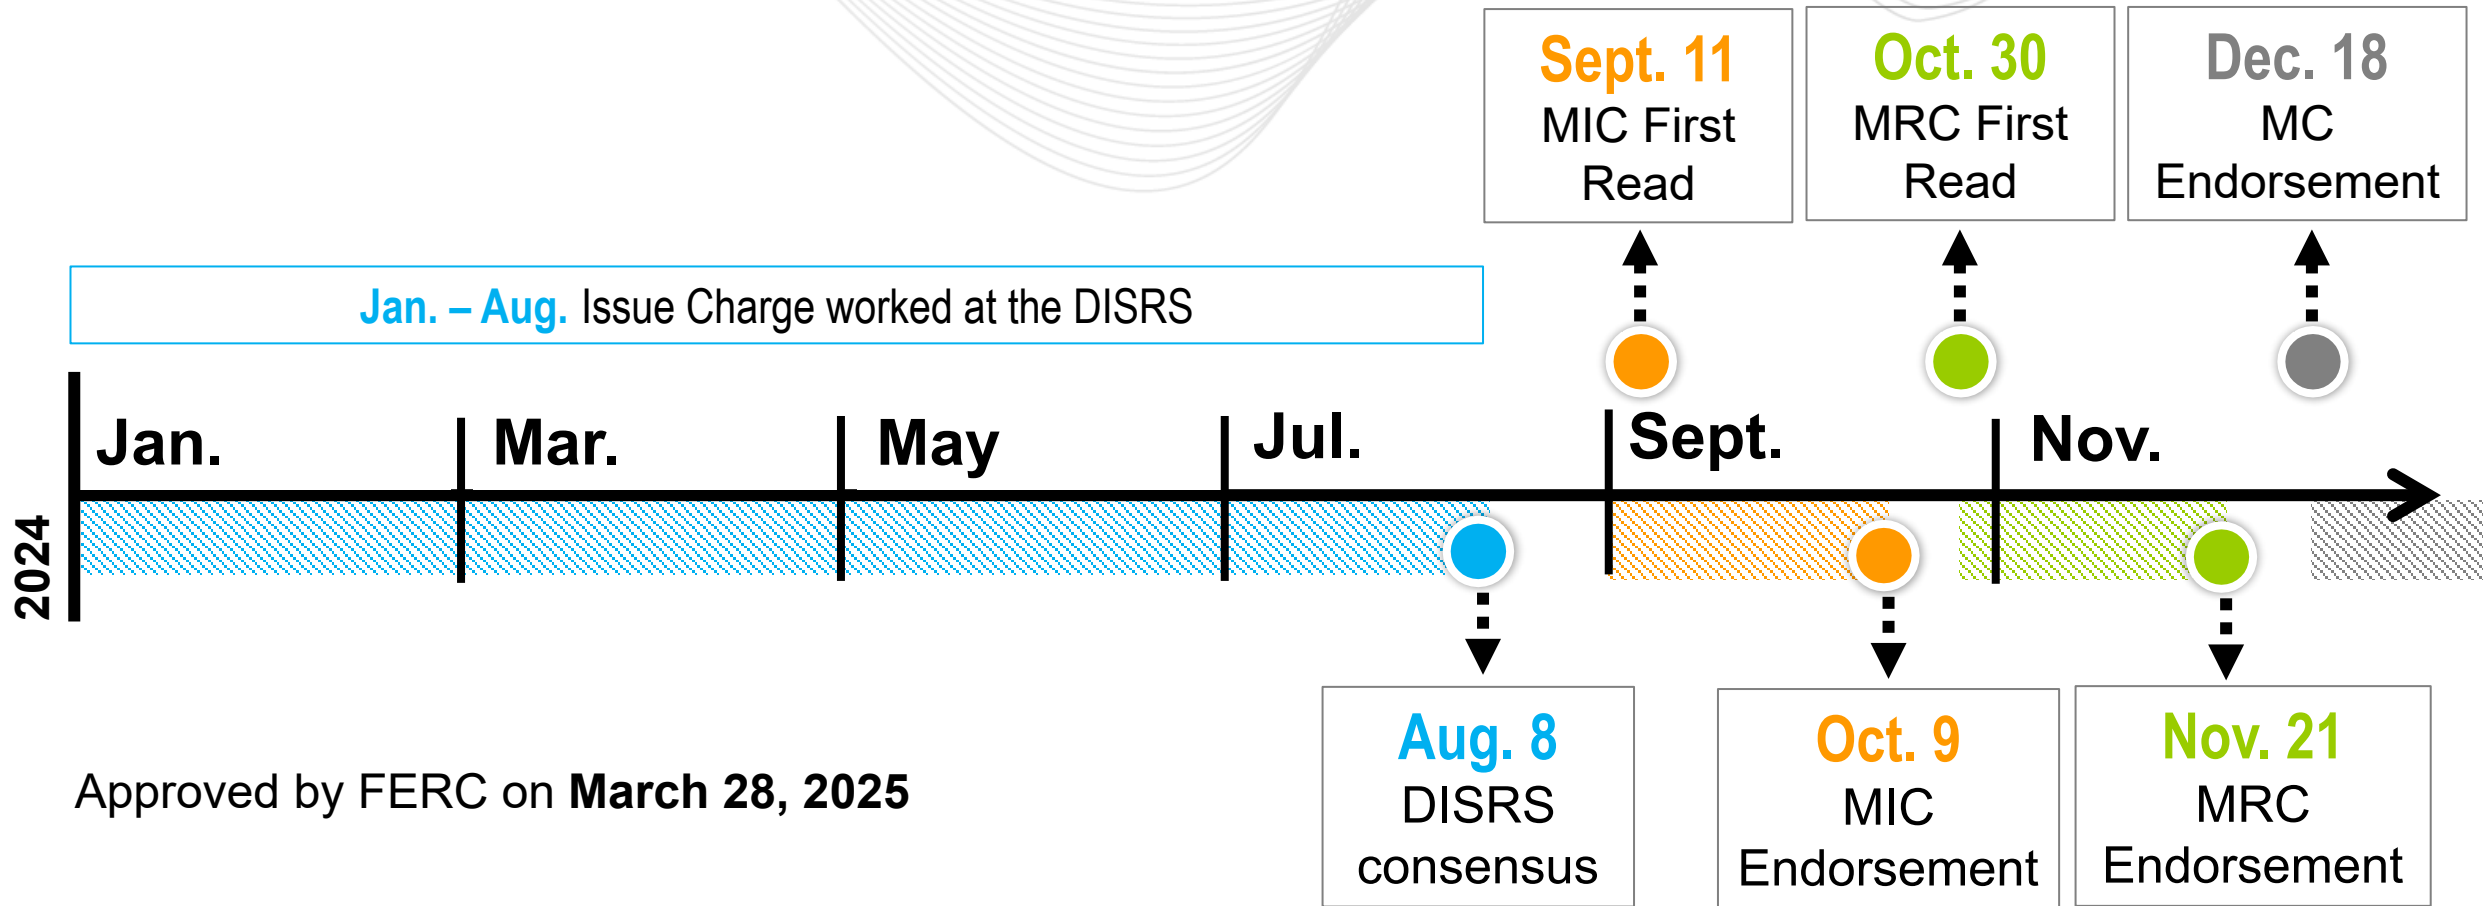 Sept. 11
MIC First
Read
Oct. 30
MRC First
Read
Dec. 18
MC
Endorsement
Jan. – Aug. Issue Charge worked at the DISRS
Jan.
Mar.
May
Jul.
Sept.
Nov.
2024
Aug. 8
DISRS
consensus
Oct. 9
MIC
Endorsement
Nov. 21
MRC
Endorsement
Approved by FERC on March 28, 2025